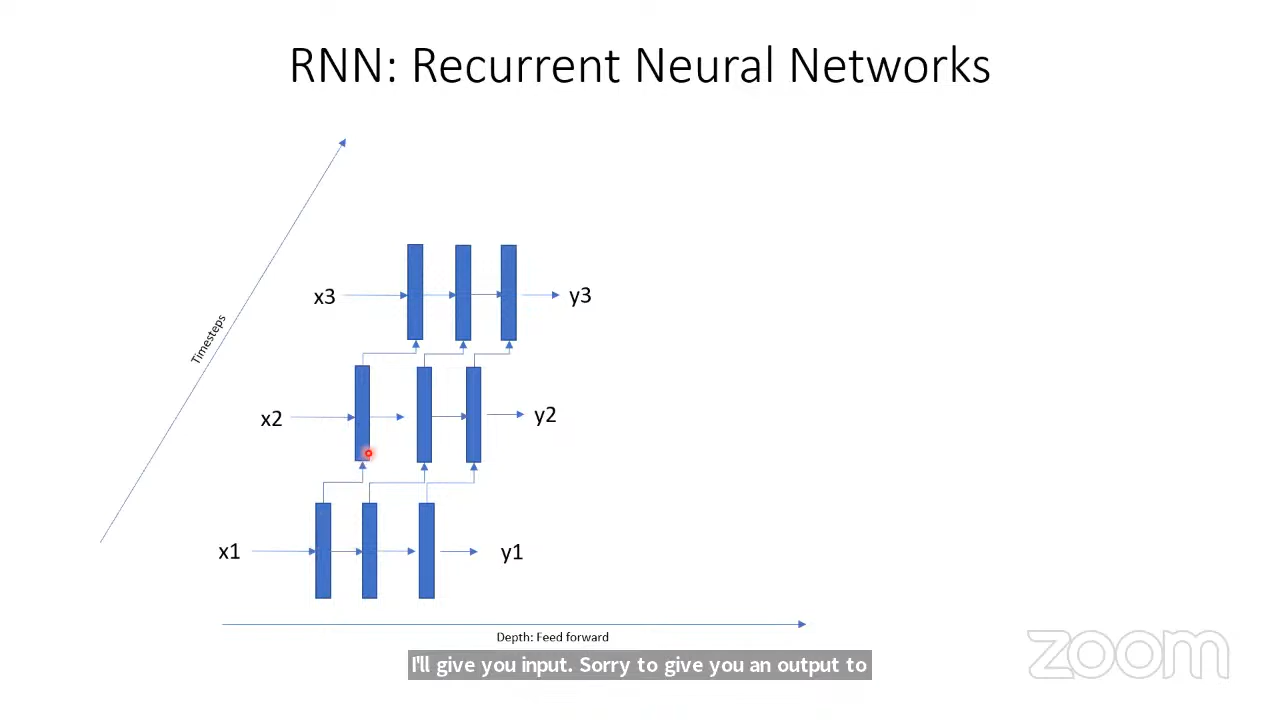 RNN: Recurrent Neural Networks
Timesteps
x3
y3
x2
y2
x1
y1
Depth: Feed forward
I'll give you input. Sorry to give you an output to
zoom